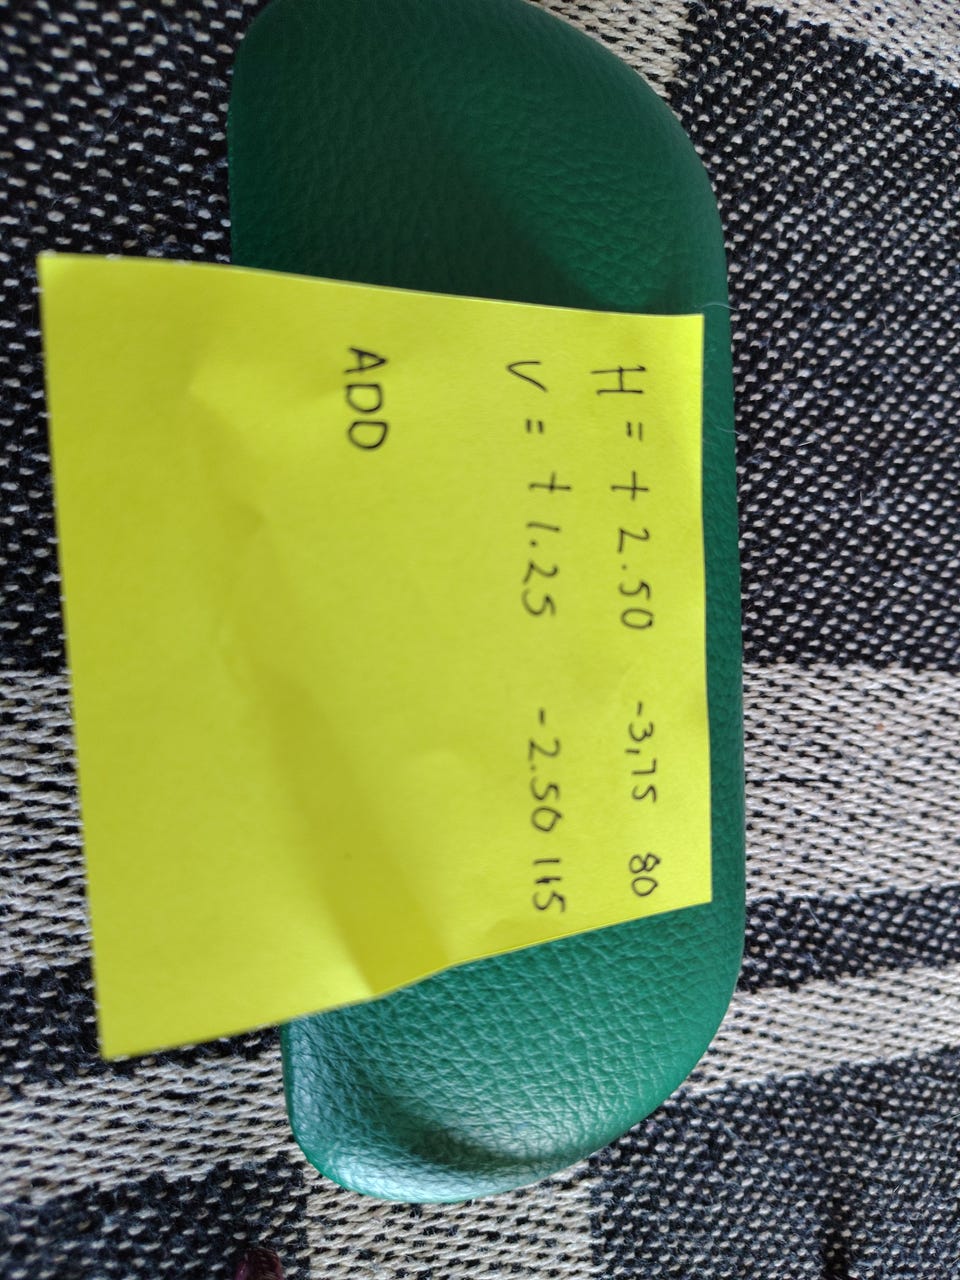 H = + 2.50 -3,75 80
V = + 1.25 -2.50 115
ADD